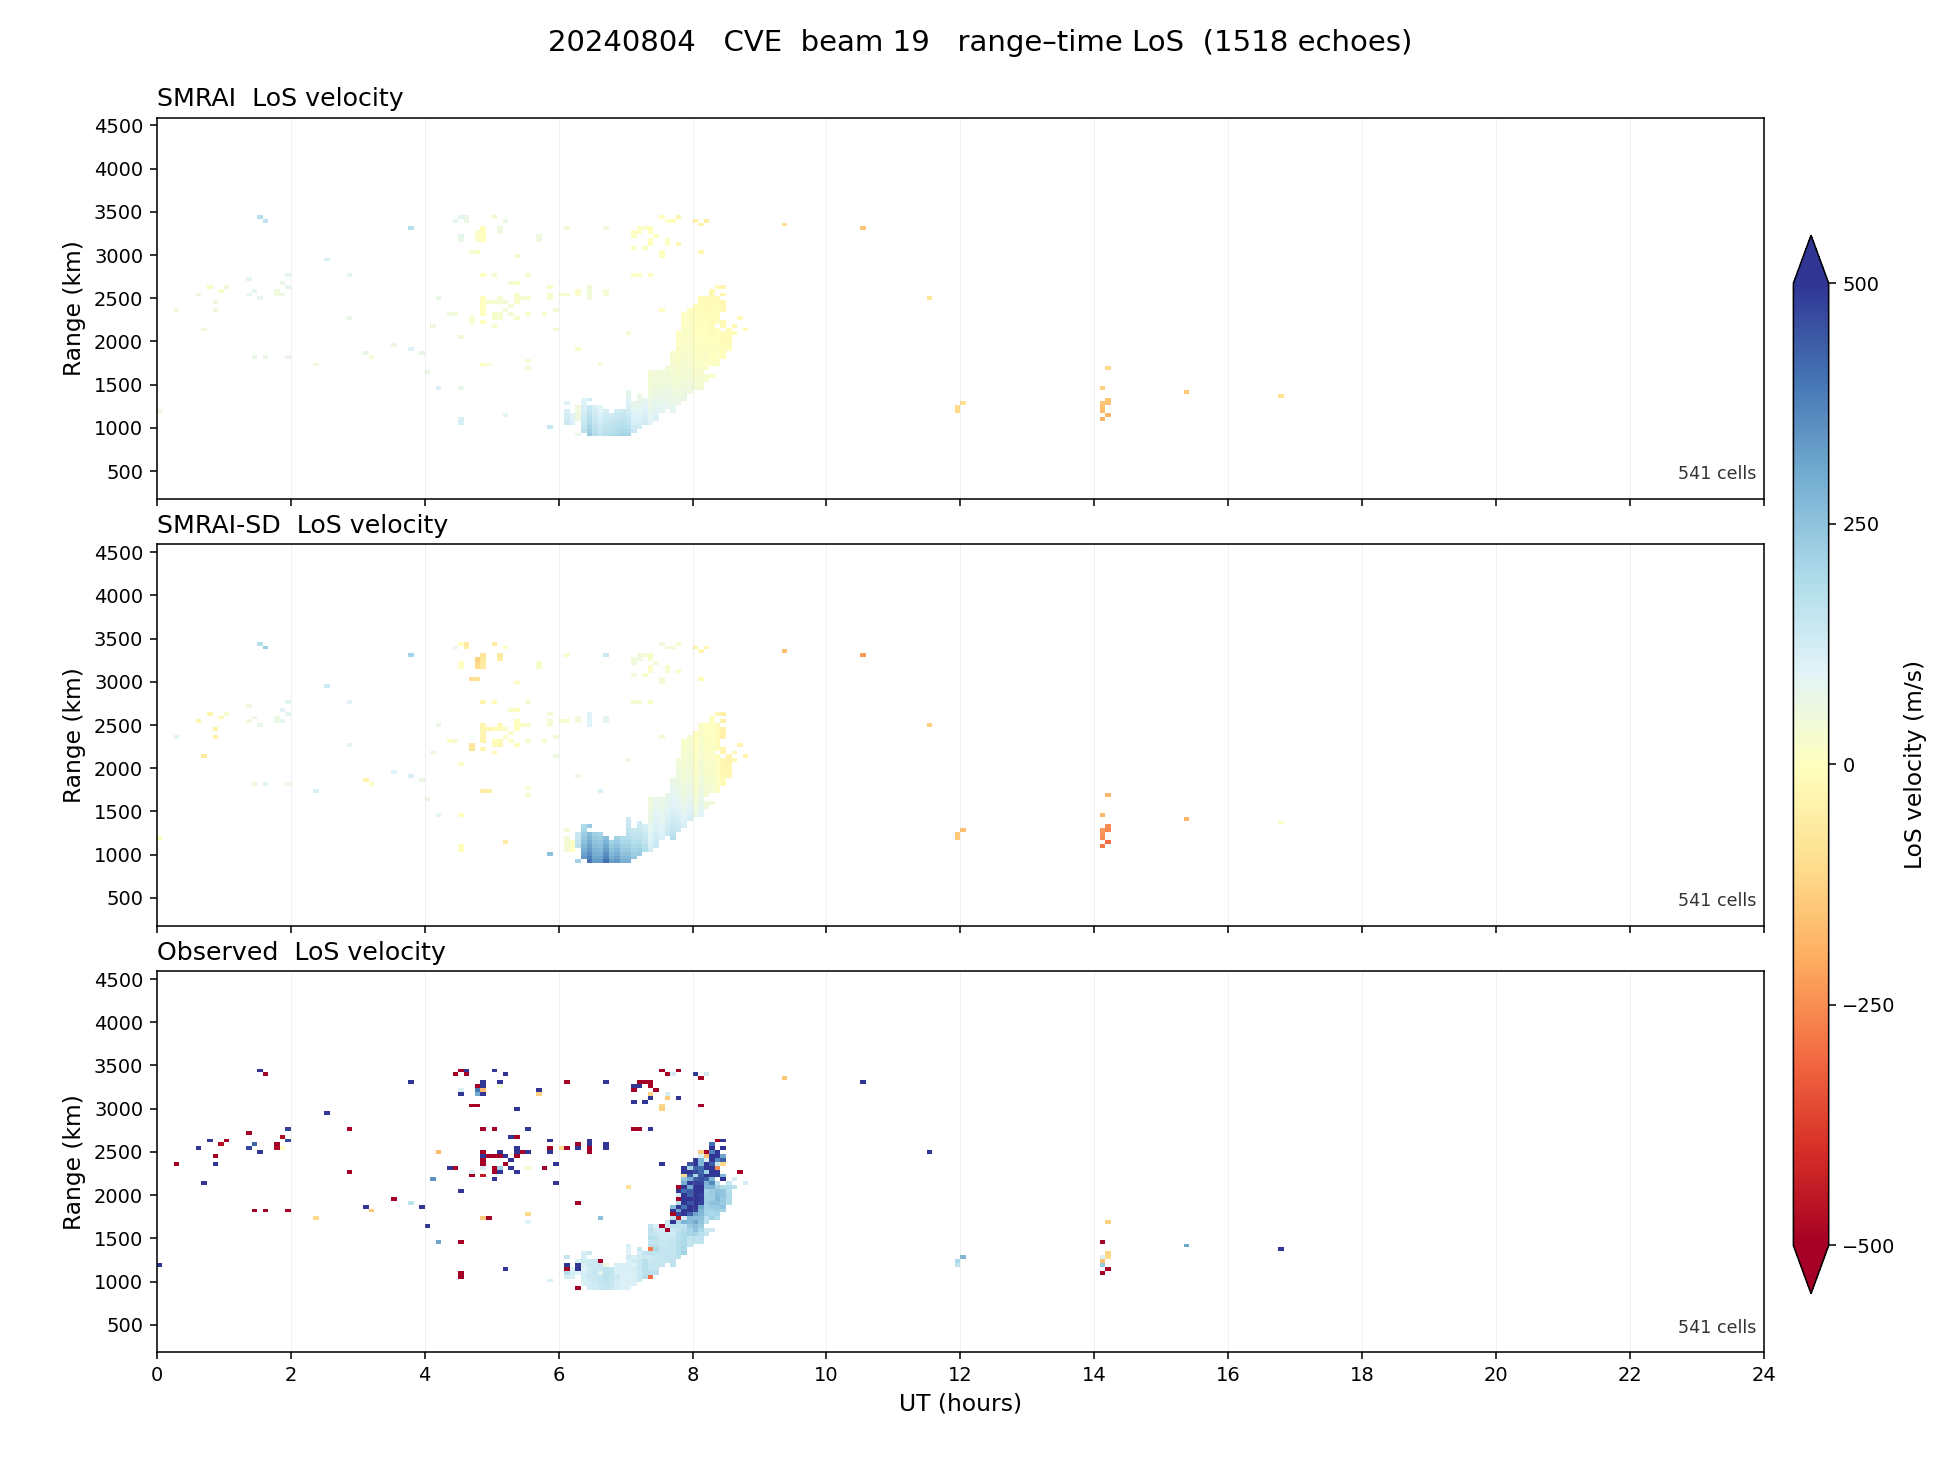 20240804   CVE  beam 19   range–time LoS  (1518 echoes)
SMRAI  LoS velocity
4500
4000
3500
3000
2500
2000
1500
1000
500
Range (km)
541 cells
SMRAI-SD  LoS velocity
4500
4000
3500
3000
2500
2000
1500
1000
500
Range (km)
541 cells
Observed  LoS velocity
4500
4000
3500
3000
2500
2000
1500
1000
500
Range (km)
541 cells
0 2 4 6 8 10 12 14 16 18 20 22 24
UT (hours)
500
250
0
−250
−500
LoS velocity (m/s)